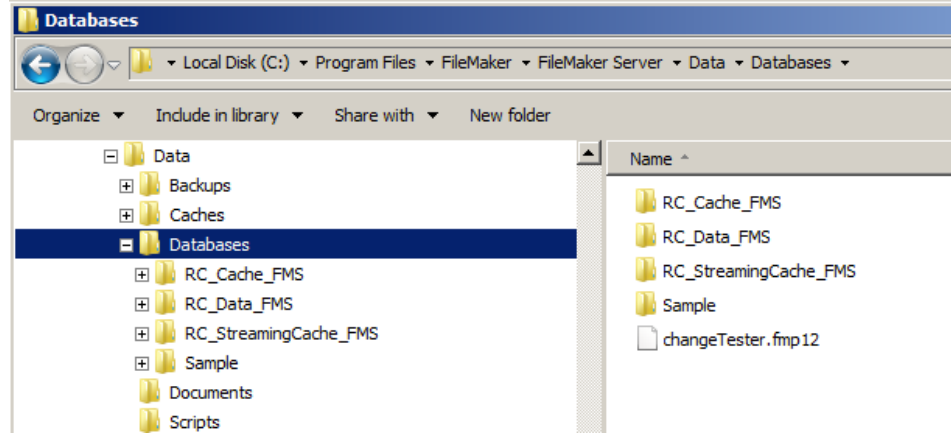 Databases
Local Disk (C:) Program Files FileMaker FileMaker Server Data Databases
Organize Include in library Share with New folder
Data
Backups
Caches
Databases
RC_Cache_FMS
RC_Data_FMS
RC_StreamingCache_FMS
Sample
Documents
Scripts
Name
RC_Cache_FMS
RC_Data_FMS
RC_StreamingCache_FMS
Sample
changeTester.fmp12